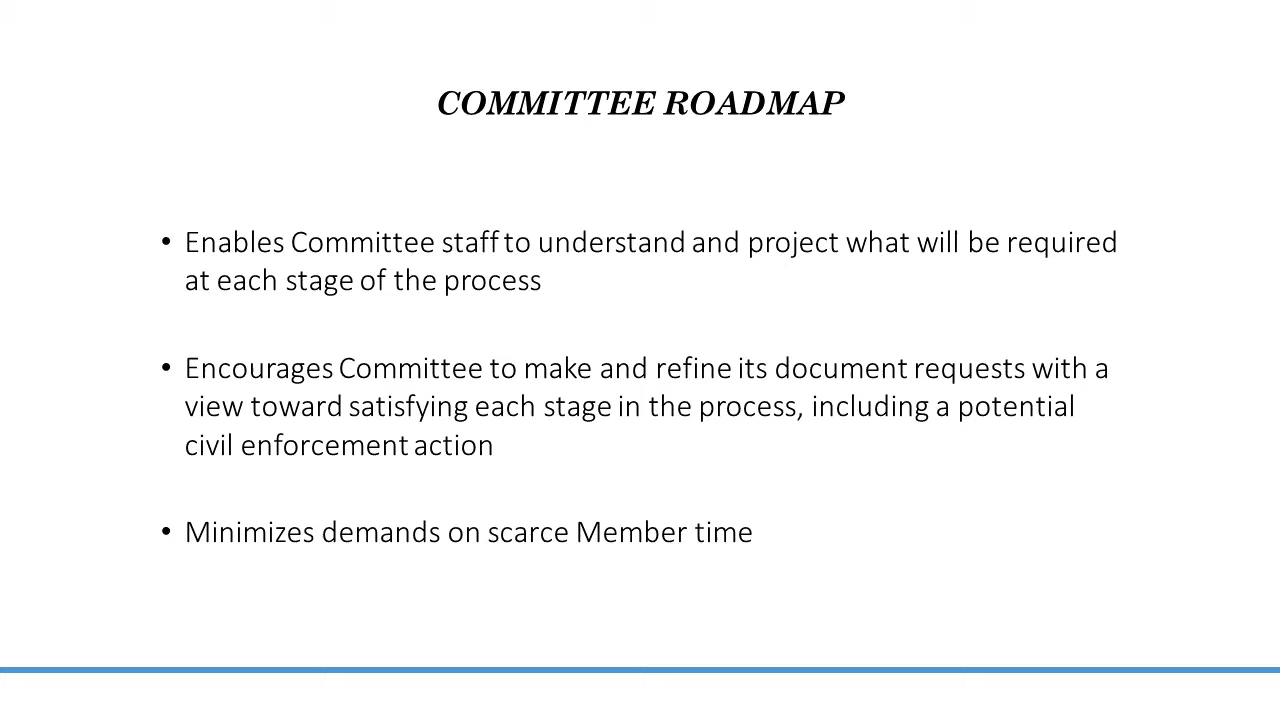 COMMITTEE ROADMAP
• Enables Committee staff to understand and project what will be required
at each stage of the process
• Encourages Committee to make and refine its document requests with a
view toward satisfying each stage in the process, including a potential
civil enforcement action
• Minimizes demands on scarce Member time